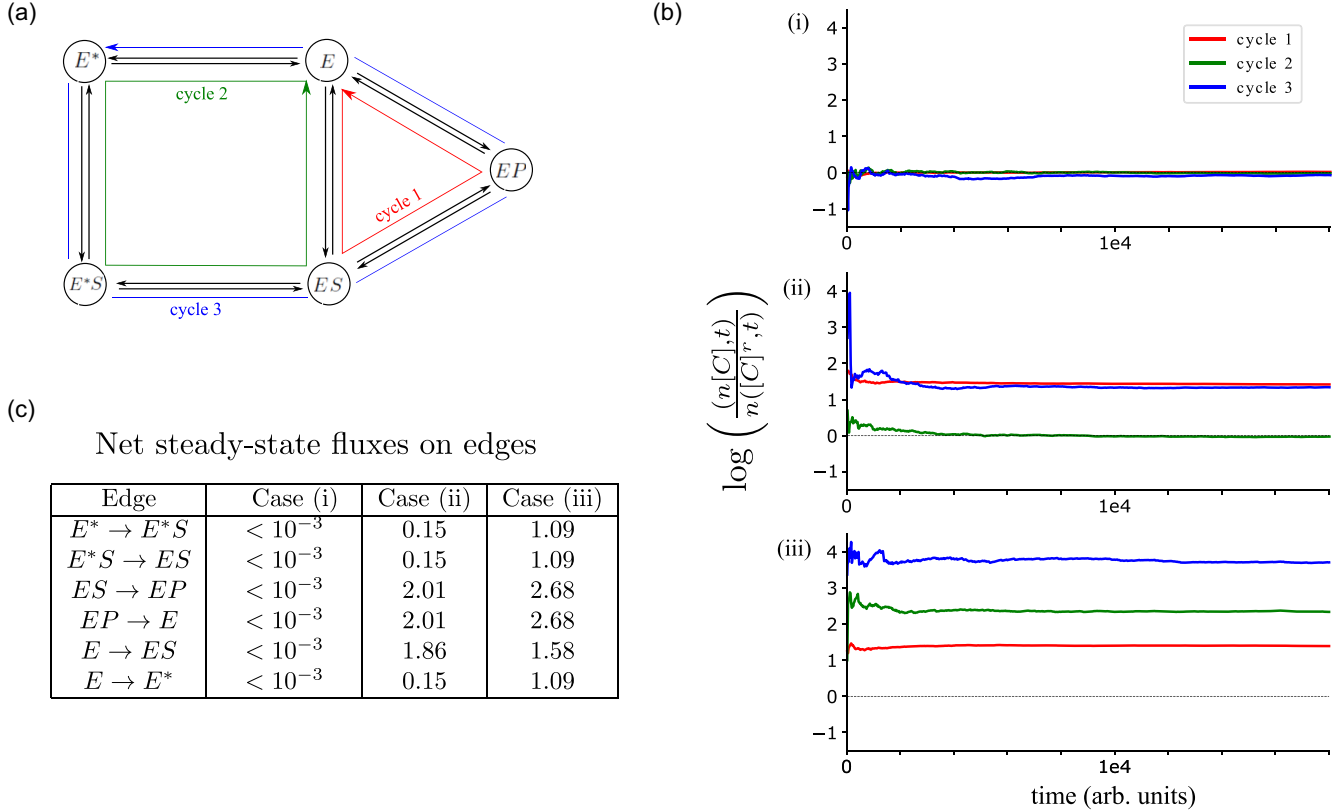 (a)
E*
E
cycle 2
EP
cycle 1
E*S
ES
cycle 3
(b)
(i)
cycle 1
cycle 2
cycle 3
4
3
2
1
0
−1
0
1e4
(ii)
4
3
2
1
0
−1
0
1e4
log ( (n[C],t) / n([C]^r,t) )
(iii)
4
3
2
1
0
−1
0
1e4
time (arb. units)
(c)
Net steady-state fluxes on edges
Edge Case (i) Case (ii) Case (iii)
E* → E*S < 10⁻³ 0.15 1.09
E*S → ES < 10⁻³ 0.15 1.09
ES → EP < 10⁻³ 2.01 2.68
EP → E < 10⁻³ 2.01 2.68
E → ES < 10⁻³ 1.86 1.58
E → E* < 10⁻³ 0.15 1.09